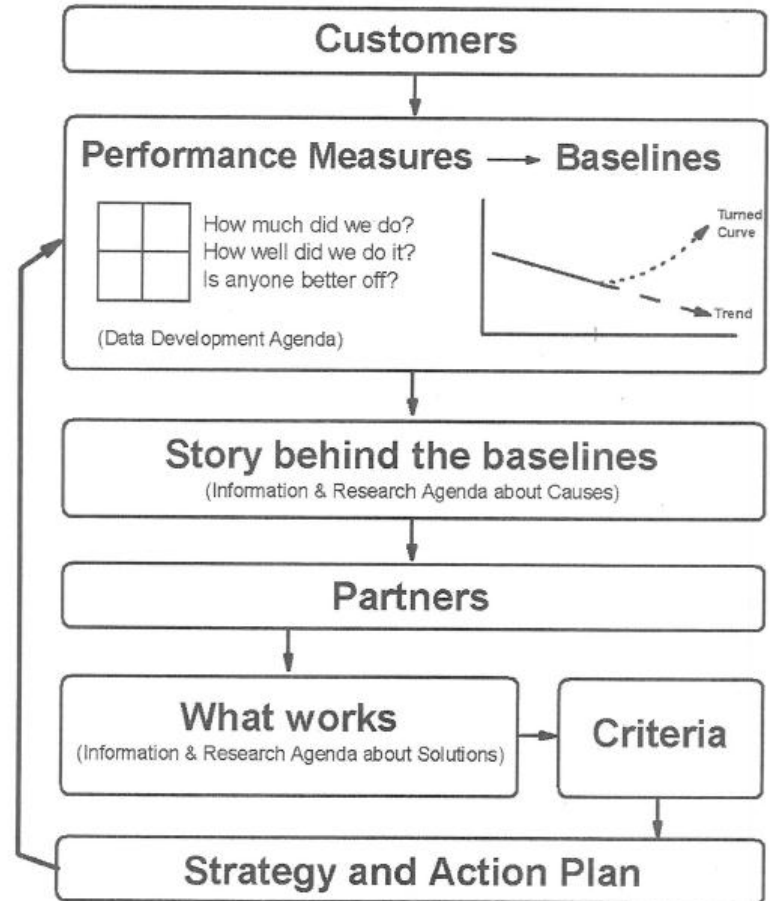 Customers
Performance Measures Baselines
How much did we do?
How well did we do it?
Is anyone better off?
(Data Development Agenda)
Turned
Curve
Trend
Story behind the baselines
(Information & Research Agenda about Causes)
Partners
What works
(Information & Research Agenda about Solutions)
Criteria
Strategy and Action Plan